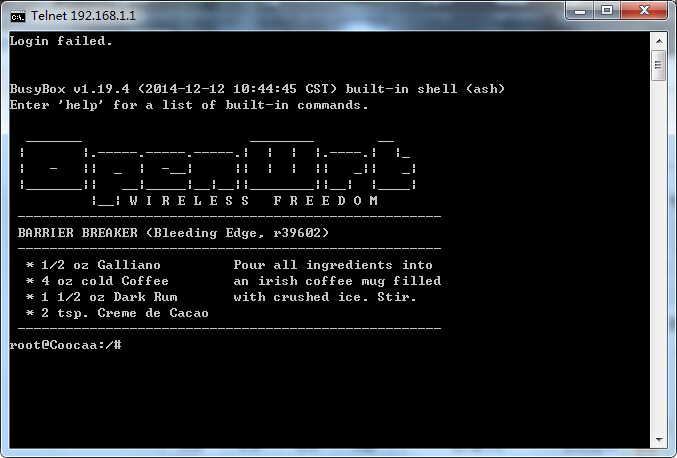 Telnet 192.168.1.1
Login failed.
BusyBox v1.19.4 (2014-12-12 10:44:45 CST) built-in shell (ash)
Enter 'help' for a list of built-in commands.
OpenWrt
W I R E L E S S   F R E E D O M
-----------------------------------------------------
BARRIER BREAKER (Bleeding Edge, r39602)
-----------------------------------------------------
* 1/2 oz Galliano         Pour all ingredients into
* 4 oz cold Coffee        an irish coffee mug filled
* 1 1/2 oz Dark Rum       with crushed ice. Stir.
* 2 tsp. Creme de Cacao
-----------------------------------------------------
root@Coocaa:/#